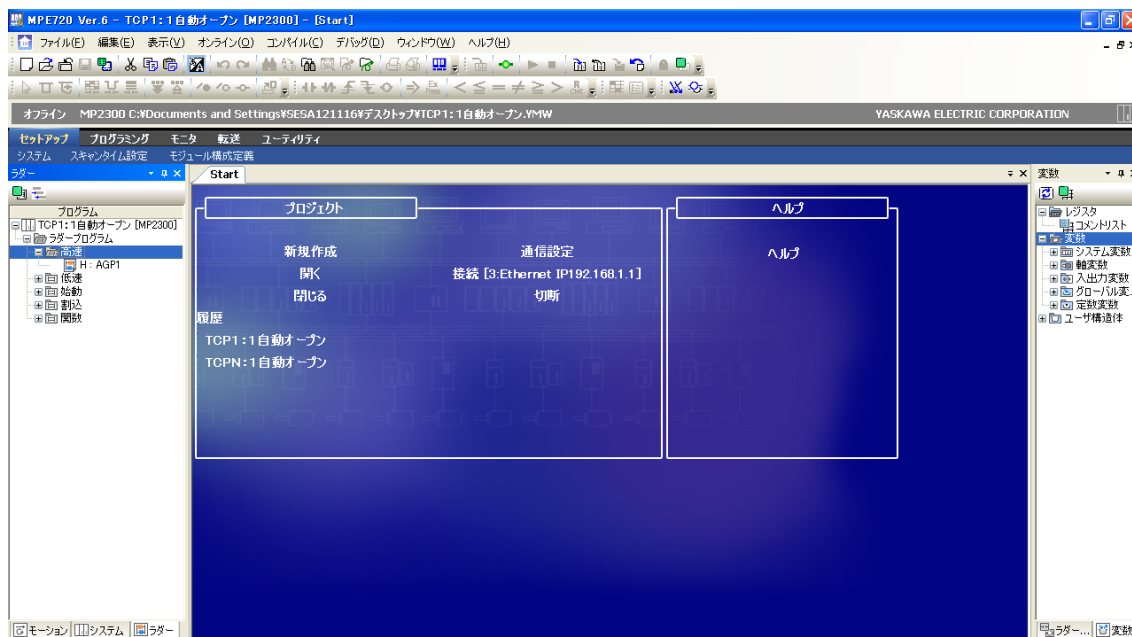 MPE720 Ver.6 - TCP1:1自動オープン [MP2300] - [Start]
ファイル(F) 編集(E) 表示(V) オンライン(O) コンパイル(C) デバッグ(D) ウィンドウ(W) ヘルプ(H)
オフライン MP2300 C:¥Documents and Settings¥SESA121116¥デスクトップ¥TCP1:1自動オープン.YMW YASKAWA ELECTRIC CORPORATION
セットアップ プログラミング モニタ 転送 ユーティリティ
システム スキャンタイム設定 モジュール構成定義
ラダー
プログラム
TCP1:1自動オープン [MP2300]
ラダープログラム
高速
H : AGP1
低速
始動
割込
関数
モーション システム ラダー
Start
プロジェクト
新規作成 通信設定
開く 接続 [3:Ethernet IP192.168.1.1]
閉じる 切断
履歴
TCP1:1自動オープン
TCPN:1自動オープン
ヘルプ
ヘルプ
変数
レジスタ
コメントリスト
変数
システム変数
軸変数
入出力変数
グローバル変...
定数変数
ユーザ構造体
ラダー... 変数